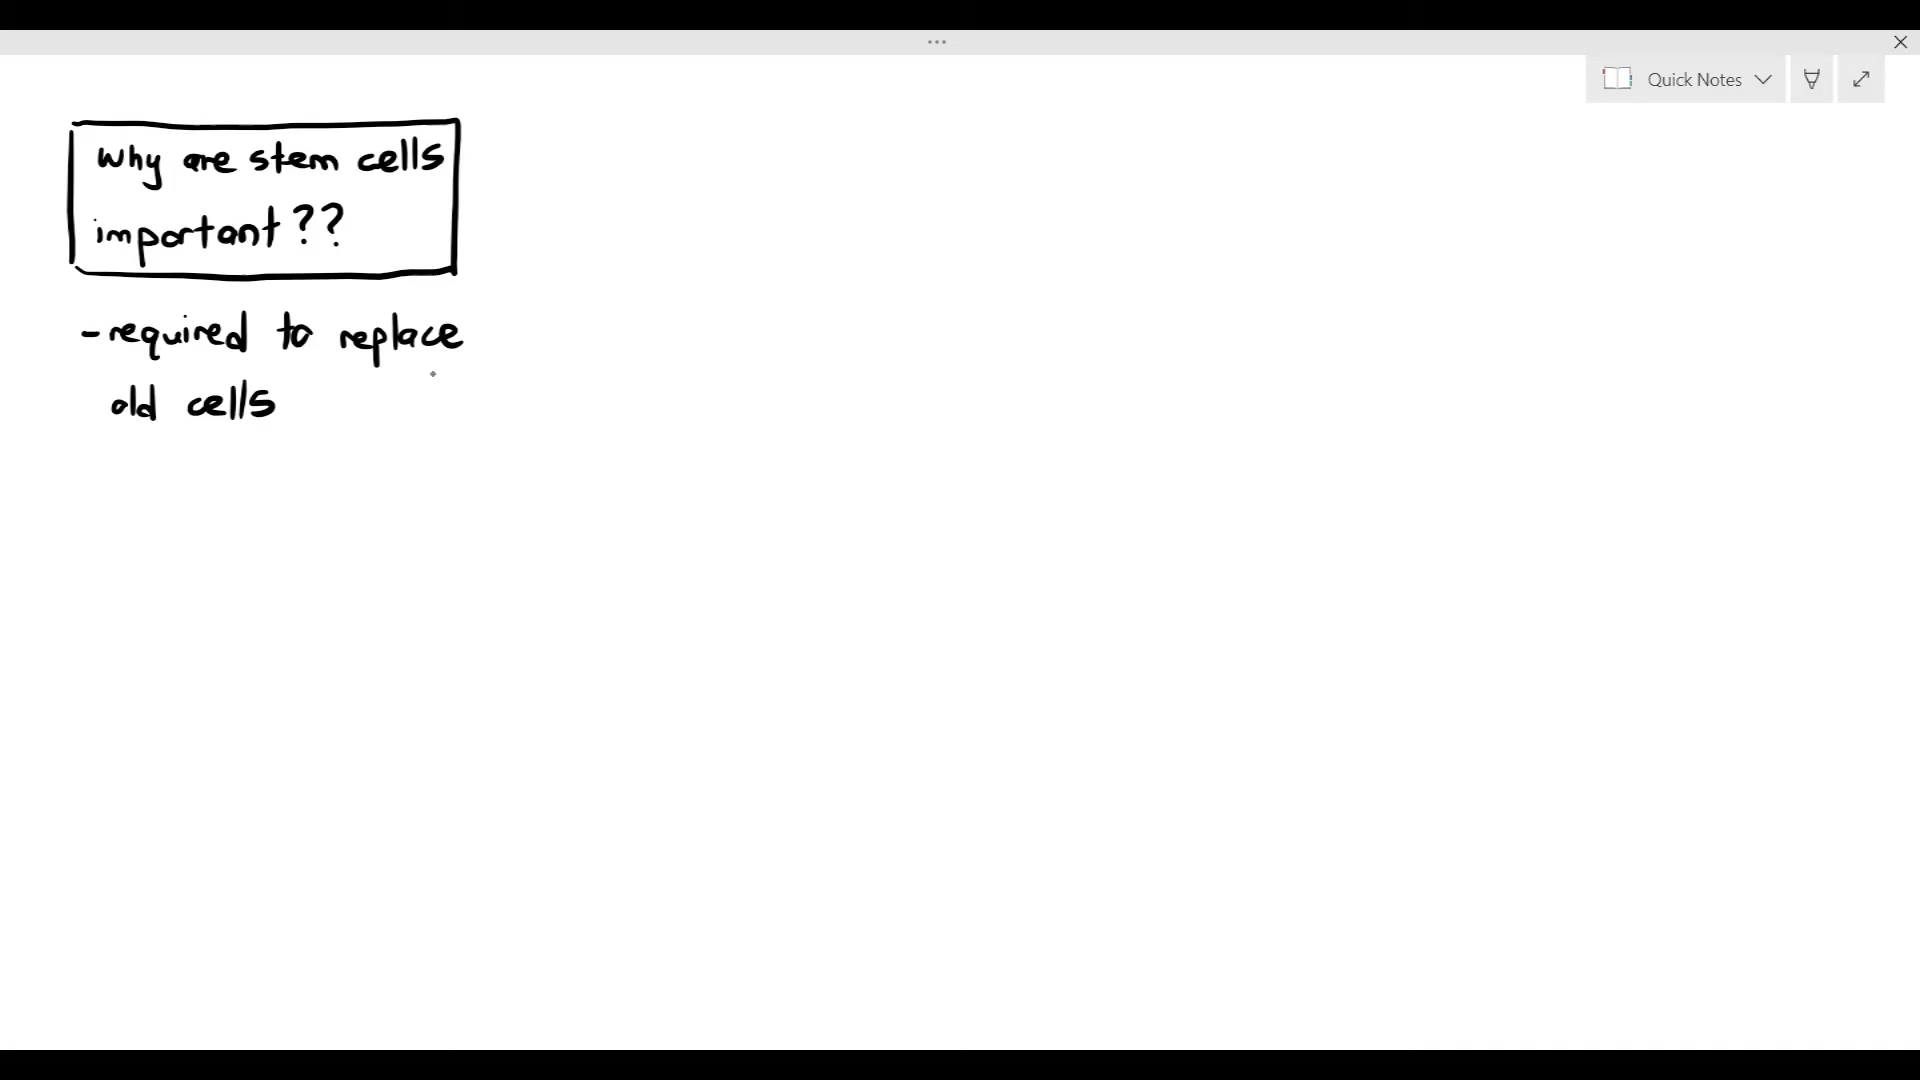 Quick Notes
Why are stem cells
important??
- required to replace
old cells